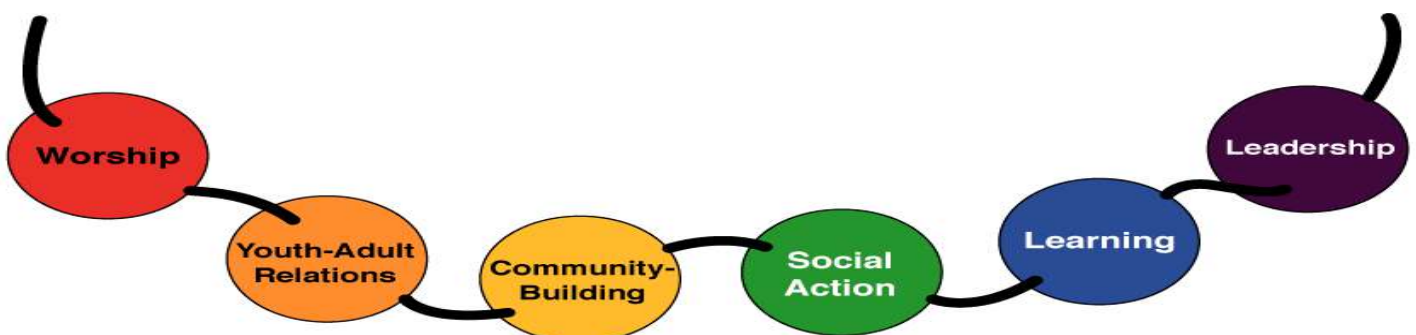 Worship
Youth-Adult
Relations
Community-
Building
Social
Action
Learning
Leadership